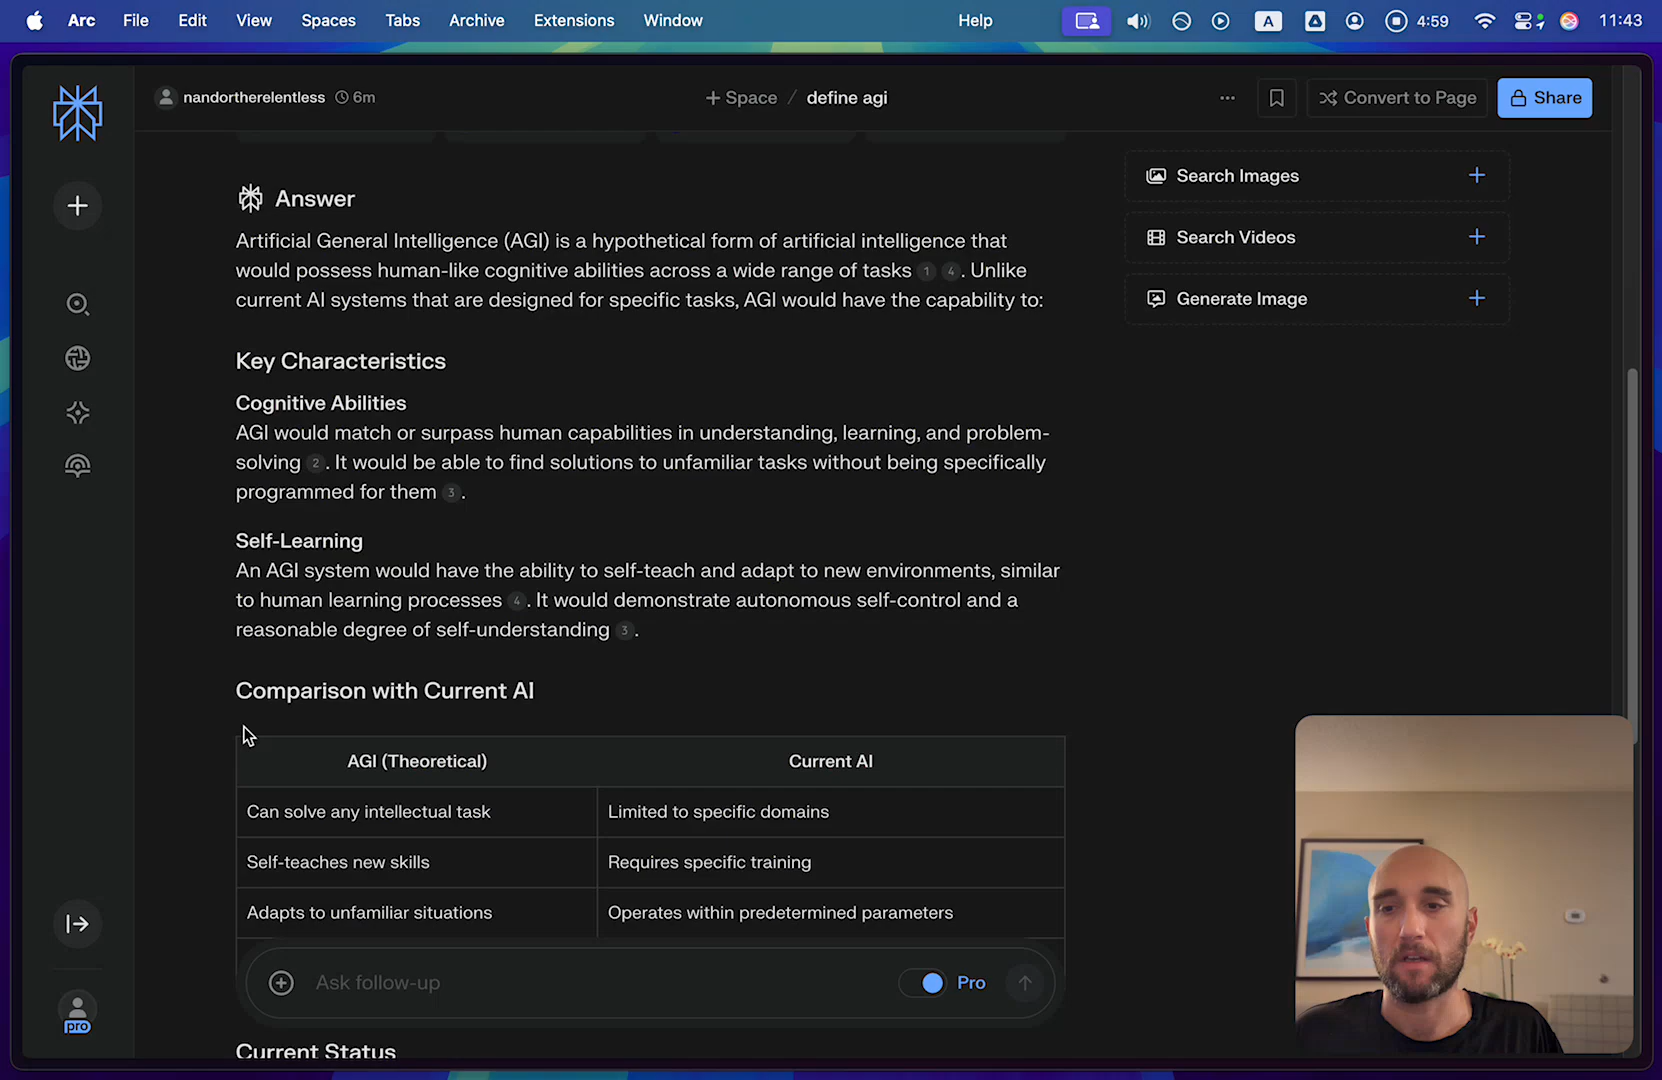 Arc File Edit View Spaces Tabs Archive Extensions Window Help A 4:59 11:43
nandortherelentless 6m
Space / define agi
Convert to Page
Share
Answer
Artificial General Intelligence (AGI) is a hypothetical form of artificial intelligence that
would possess human-like cognitive abilities across a wide range of tasks 1 4. Unlike
current AI systems that are designed for specific tasks, AGI would have the capability to:
Key Characteristics
Cognitive Abilities
AGI would match or surpass human capabilities in understanding, learning, and problem-
solving 2. It would be able to find solutions to unfamiliar tasks without being specifically
programmed for them 3.
Self-Learning
An AGI system would have the ability to self-teach and adapt to new environments, similar
to human learning processes 4. It would demonstrate autonomous self-control and a
reasonable degree of self-understanding 3.
Comparison with Current AI
AGI (Theoretical) Current AI
Can solve any intellectual task Limited to specific domains
Self-teaches new skills Requires specific training
Adapts to unfamiliar situations Operates within predetermined parameters
Ask follow-up Pro
Current Status
Search Images
Search Videos
Generate Image
pro